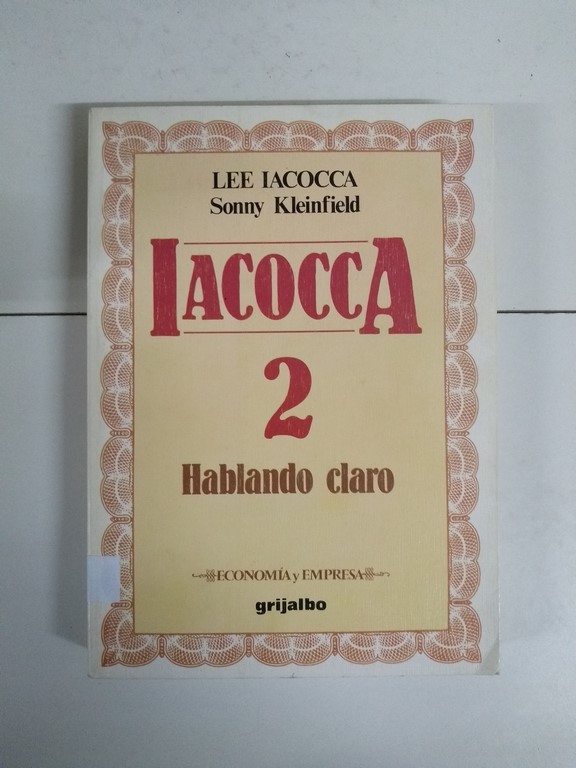 LEE IACOCCA
Sonny Kleinfield
IACOCCA
2
Hablando claro
ECONOMÍA y EMPRESA
grijalbo